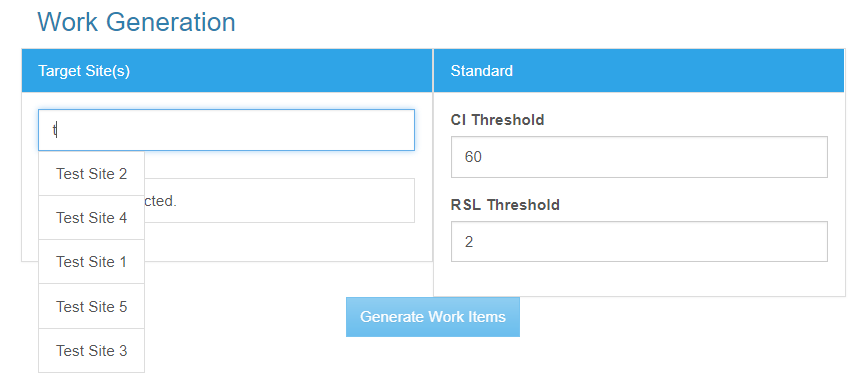 Work Generation
Target Site(s)
t
Test Site 2
cted.
Test Site 4
Test Site 1
Test Site 5
Test Site 3
Standard
CI Threshold
60
RSL Threshold
2
Generate Work Items